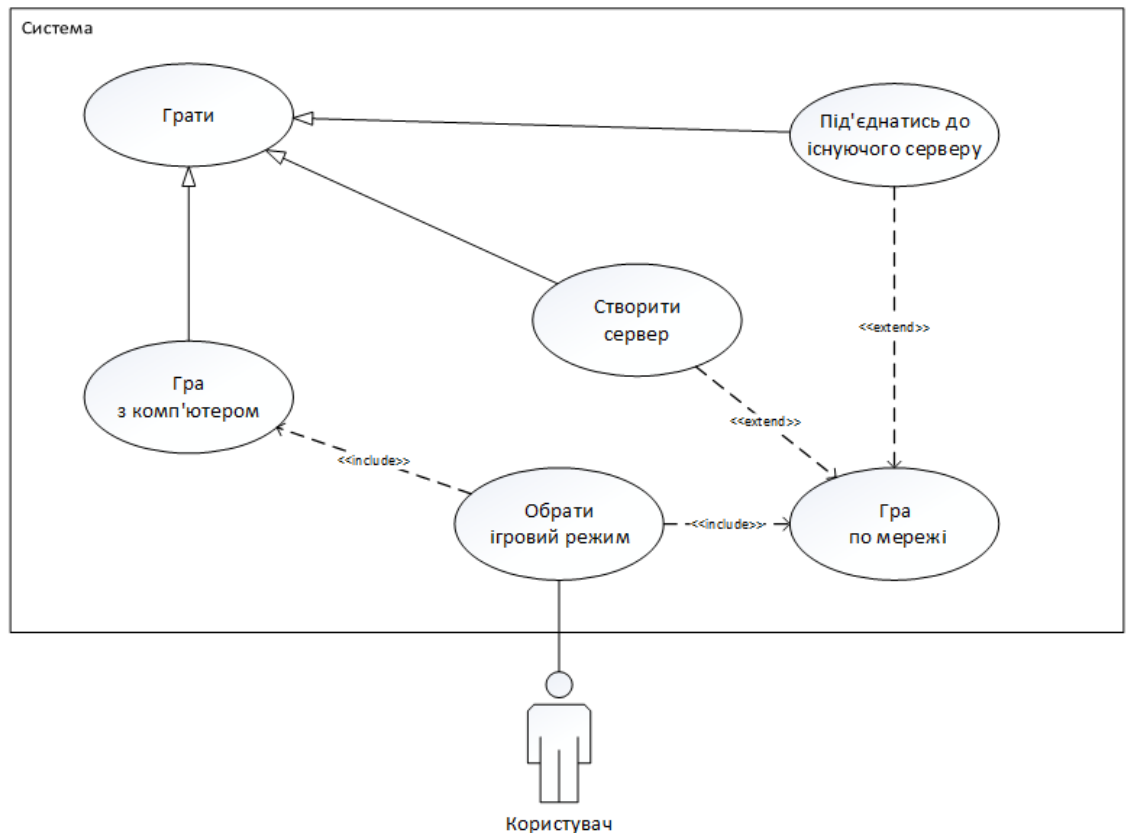 Система
Грати
Під'єднатись до
існуючого серверу
Створити
сервер
<<extend>>
Гра
з комп'ютером
<<extend>>
<<include>>
Обрати
ігровий режим
<<include>>
Гра
по мережі
Користувач